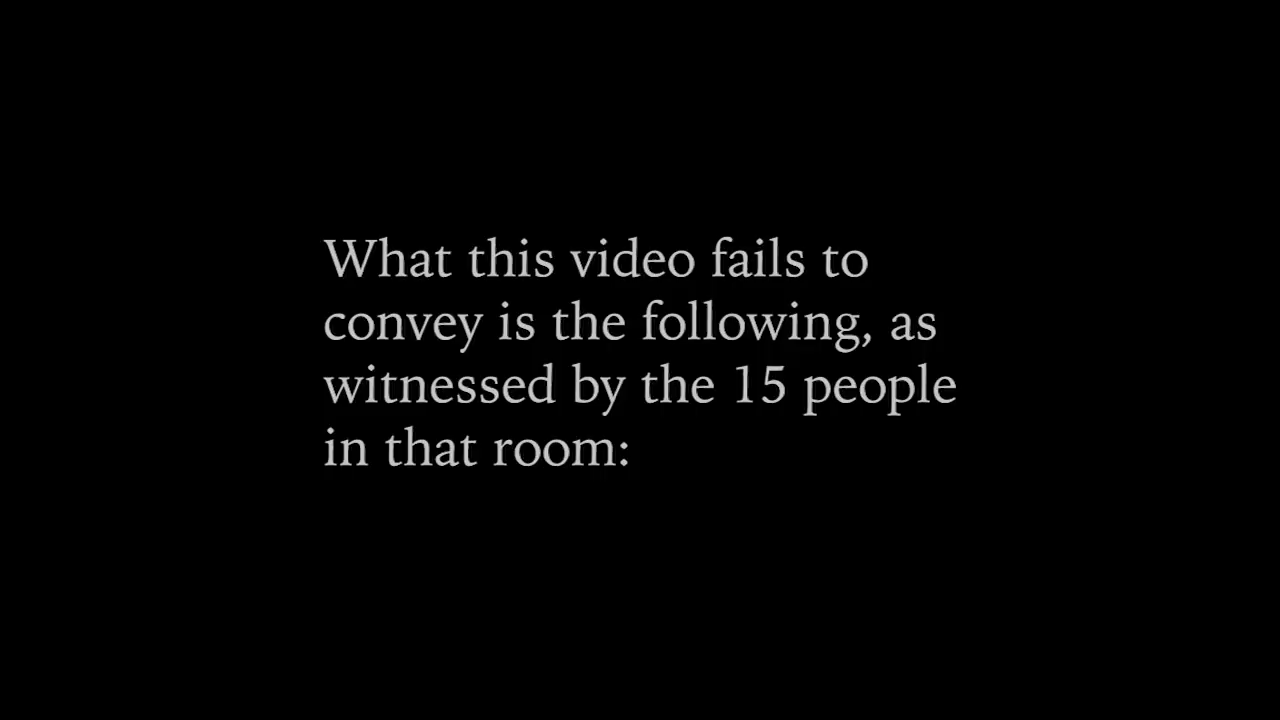 What this video fails to
convey is the following, as
witnessed by the 15 people
in that room: